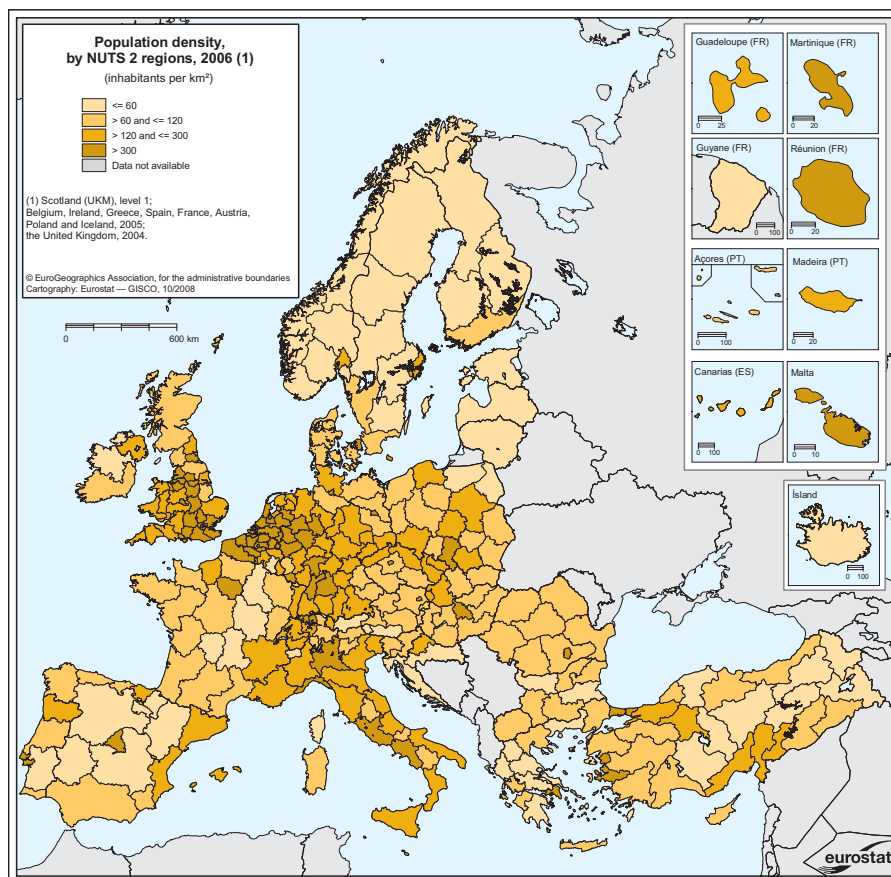 Population density,
by NUTS 2 regions, 2006 (1)
(inhabitants per km²)
<= 60
> 60 and <= 120
> 120 and <= 300
> 300
Data not available
(1) Scotland (UKM), level 1;
Belgium, Ireland, Greece, Spain, France, Austria,
Poland and Iceland, 2005;
the United Kingdom, 2004.
© EuroGeographics Association, for the administrative boundaries
Cartography: Eurostat — GISCO, 10/2008
0 600 km
Guadeloupe (FR)
0 25
Martinique (FR)
0 20
Guyane (FR)
0 100
Réunion (FR)
0 20
Açores (PT)
0 100
Madeira (PT)
0 20
Canarias (ES)
0 100
Malta
0 10
Ísland
0 100
eurostat